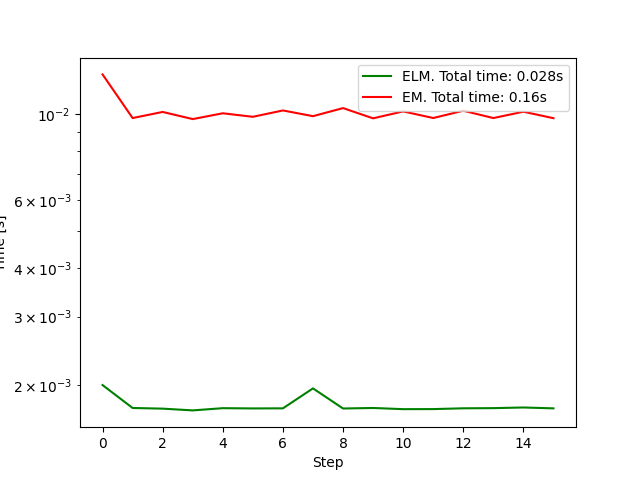 ELM. Total time: 0.028s
EM. Total time: 0.16s
10⁻²
6 × 10⁻³
4 × 10⁻³
3 × 10⁻³
2 × 10⁻³
0 2 4 6 8 10 12 14
Step